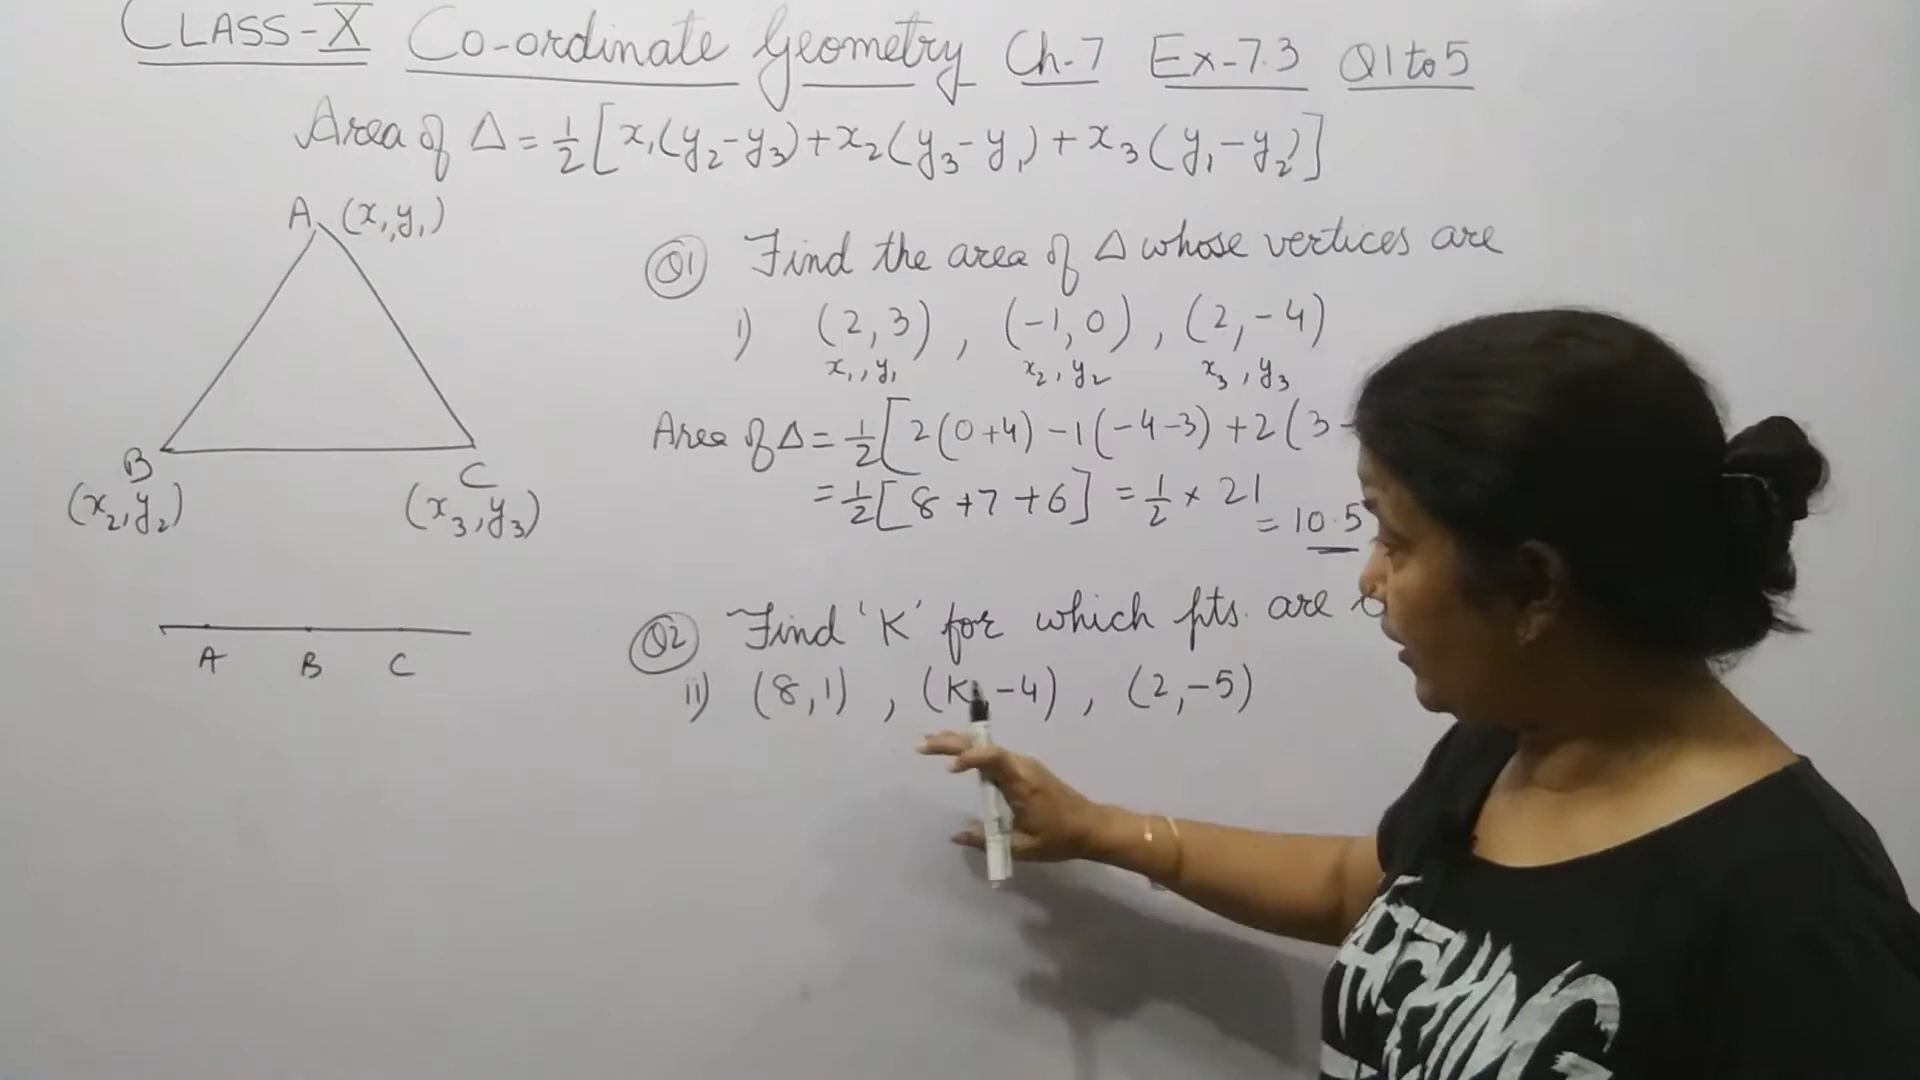 CLASS-X Co-ordinate Geometry Ch-7 Ex-7.3 Q1 to 5
Area of Δ = 1/2 [x₁(y₂-y₃)+x₂(y₃-y₁)+x₃(y₁-y₂)]
A (x₁,y₁)
B
(x₂,y₂)
C
(x₃,y₃)
A B C
Q1 Find the area of Δ whose vertices are
i) (2,3) , (-1,0) , (2,-4)
x₁,y₁ x₂,y₂ x₃,y₃
Area of Δ = 1/2 [2(0+4) -1(-4-3) +2(3
= 1/2 [8 +7 +6] = 1/2 × 21 = 10.5
Q2 Find 'K' for which pts. are
ii) (8,1) , (K,-4) , (2,-5)